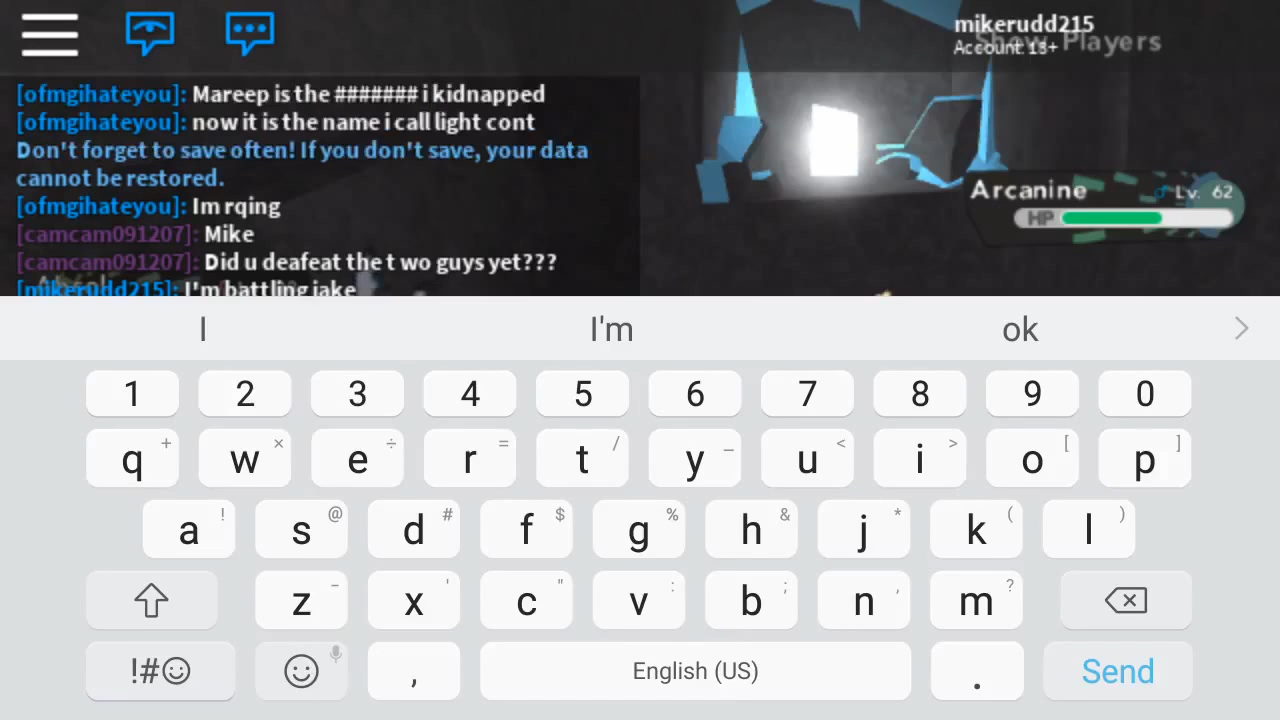 mikerudd215
Account: 13+
Show Players
[ofmgihateyou]: Mareep is the ####### i kidnapped
[ofmgihateyou]: now it is the name i call light cont
Don't forget to save often! If you don't save, your data
cannot be restored.
[ofmgihateyou]: Im rqing
[camcam091207]: Mike
[camcam091207]: Did u deafeat the t wo guys yet???
[mikerudd215]: I'm battling jake
Arcanine ♂ Lv. 62
HP
I I'm ok
1 2 3 4 5 6 7 8 9 0
q + w × e ÷ r = t / y _ u < i > o [ p ]
a ! s @ d # f $ g % h & j * k ( l )
z - x ' c " v : b ; n , m ?
!#☺ , English (US) . Send